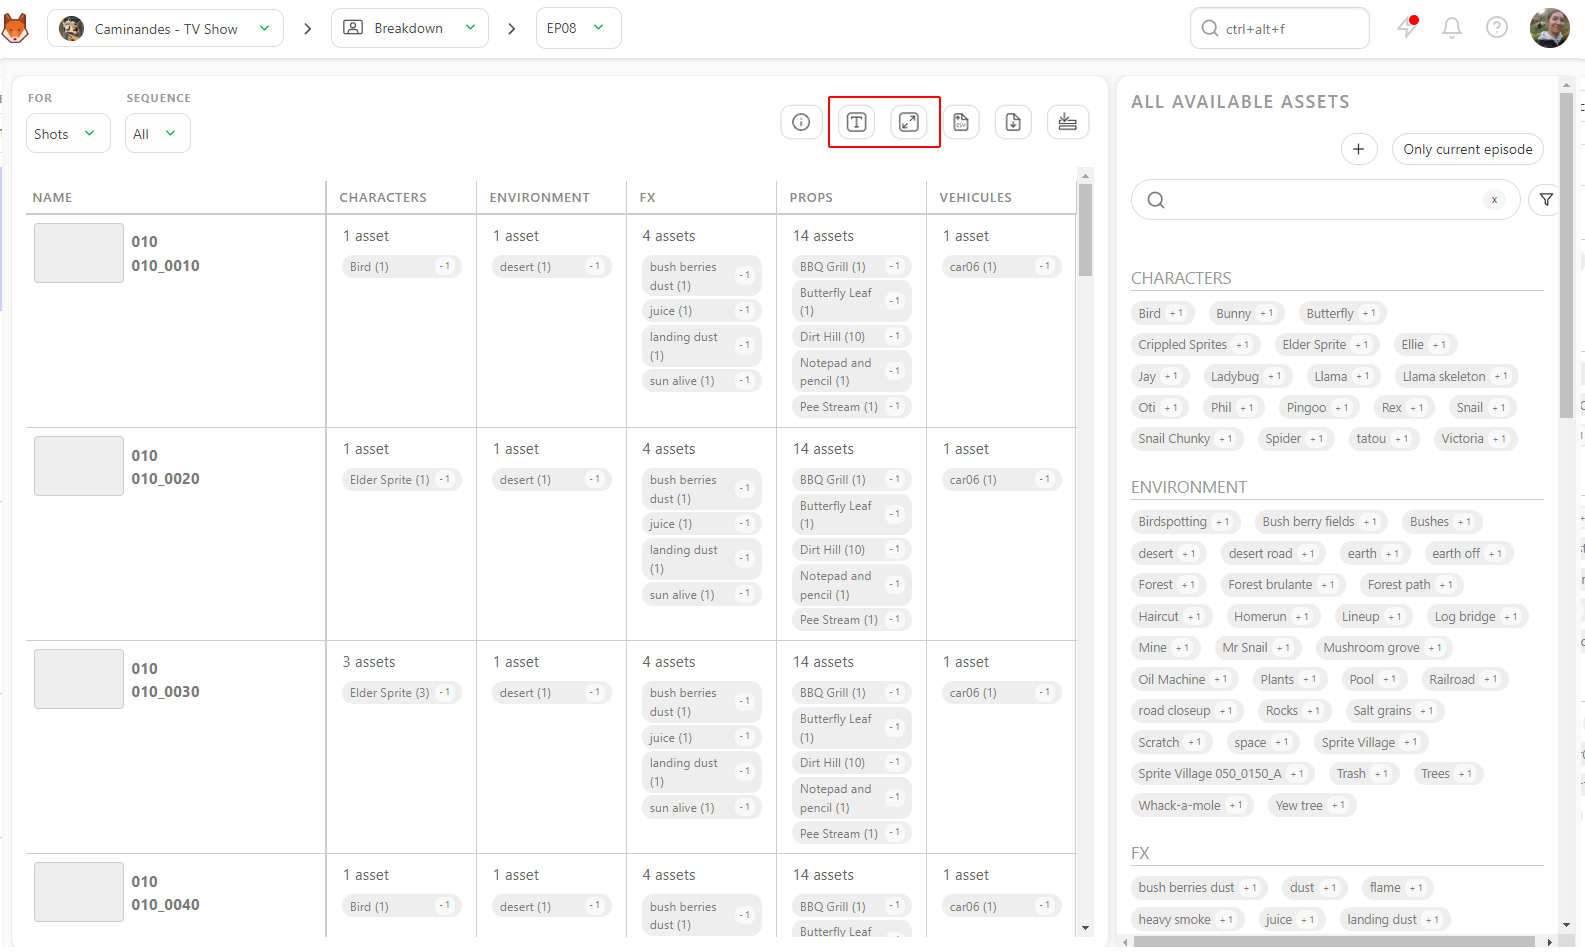 Caminandes - TV Show
Breakdown
EP08
ctrl+alt+f
FOR
SEQUENCE
Shots
All
CSV
NAME
CHARACTERS
ENVIRONMENT
FX
PROPS
VEHICULES
010
010_0010
1 asset
Bird (1) - 1
1 asset
desert (1) - 1
4 assets
bush berries
dust (1) - 1
juice (1) - 1
landing dust
(1) - 1
sun alive (1) - 1
14 assets
BBQ Grill (1) - 1
Butterfly Leaf
(1) - 1
Dirt Hill (10) - 1
Notepad and
pencil (1) - 1
Pee Stream (1) - 1
1 asset
car06 (1) - 1
010
010_0020
1 asset
Elder Sprite (1) - 1
1 asset
desert (1) - 1
4 assets
bush berries
dust (1) - 1
juice (1) - 1
landing dust
(1) - 1
sun alive (1) - 1
14 assets
BBQ Grill (1) - 1
Butterfly Leaf
(1) - 1
Dirt Hill (10) - 1
Notepad and
pencil (1) - 1
Pee Stream (1) - 1
1 asset
car06 (1) - 1
010
010_0030
3 assets
Elder Sprite (3) - 1
1 asset
desert (1) - 1
4 assets
bush berries
dust (1) - 1
juice (1) - 1
landing dust
(1) - 1
sun alive (1) - 1
14 assets
BBQ Grill (1) - 1
Butterfly Leaf
(1) - 1
Dirt Hill (10) - 1
Notepad and
pencil (1) - 1
Pee Stream (1) - 1
1 asset
car06 (1) - 1
010
010_0040
1 asset
Bird (1) - 1
1 asset
desert (1) - 1
4 assets
bush berries
dust (1) - 1
14 assets
BBQ Grill (1) - 1
Butterfly Leaf
1 asset
car06 (1) - 1
ALL AVAILABLE ASSETS
+
Only current episode
x
CHARACTERS
Bird + 1 Bunny + 1 Butterfly + 1
Crippled Sprites + 1 Elder Sprite + 1 Ellie + 1
Jay + 1 Ladybug + 1 Llama + 1 Llama skeleton + 1
Oti + 1 Phil + 1 Pingoo + 1 Rex + 1 Snail + 1
Snail Chunky + 1 Spider + 1 tatou + 1 Victoria + 1
ENVIRONMENT
Birdspotting + 1 Bush berry fields + 1 Bushes + 1
desert + 1 desert road + 1 earth + 1 earth off + 1
Forest + 1 Forest brulante + 1 Forest path + 1
Haircut + 1 Homerun + 1 Lineup + 1 Log bridge + 1
Mine + 1 Mr Snail + 1 Mushroom grove + 1
Oil Machine + 1 Plants + 1 Pool + 1 Railroad + 1
road closeup + 1 Rocks + 1 Salt grains + 1
Scratch + 1 space + 1 Sprite Village + 1
Sprite Village 050_0150_A + 1 Trash + 1 Trees + 1
Whack-a-mole + 1 Yew tree + 1
FX
bush berries dust + 1 dust + 1 flame + 1
heavy smoke + 1 juice + 1 landing dust + 1